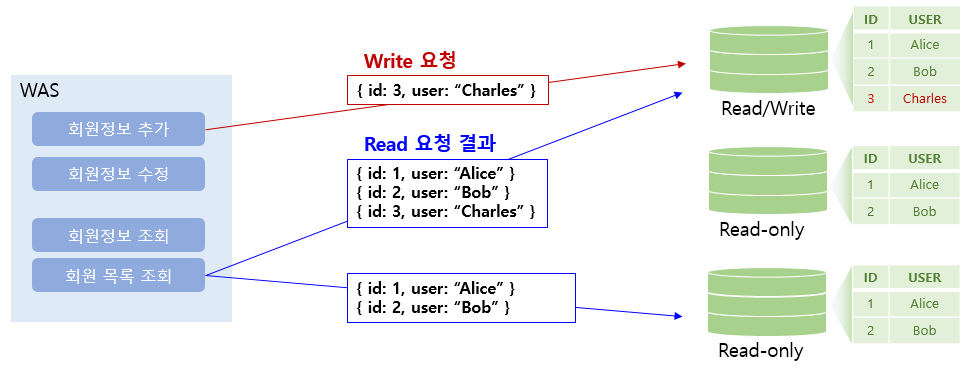 WAS
회원정보 추가
회원정보 수정
회원정보 조회
회원 목록 조회
Write 요청
{ id: 3, user: “Charles” }
Read 요청 결과
{ id: 1, user: “Alice” }
{ id: 2, user: “Bob” }
{ id: 3, user: “Charles” }
{ id: 1, user: “Alice” }
{ id: 2, user: “Bob” }
Read/Write
ID USER
1 Alice
2 Bob
3 Charles
Read-only
ID USER
1 Alice
2 Bob
Read-only
ID USER
1 Alice
2 Bob